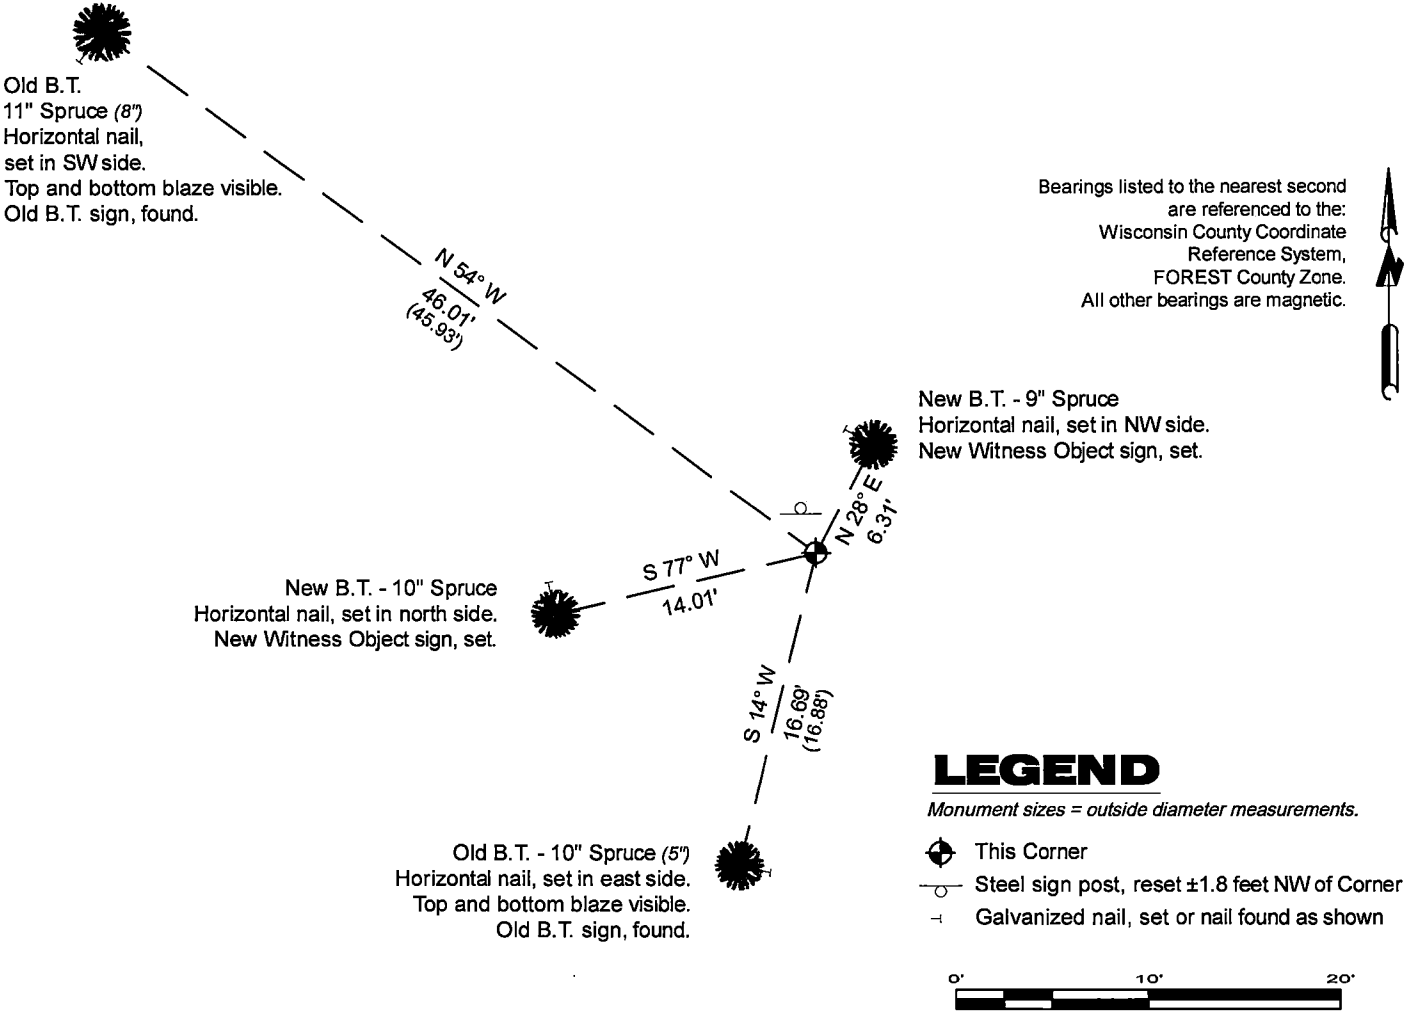 Old B.T.
11" Spruce (8")
Horizontal nail,
set in SW side.
Top and bottom blaze visible.
Old B.T. sign, found.
N 54° W
46.01'
(45.93')
Bearings listed to the nearest second
are referenced to the:
Wisconsin County Coordinate
Reference System,
FOREST County Zone.
All other bearings are magnetic.
N
New B.T. - 9" Spruce
Horizontal nail, set in NW side.
New Witness Object sign, set.
N 28° E
6.31'
S 77° W
14.01'
New B.T. - 10" Spruce
Horizontal nail, set in north side.
New Witness Object sign, set.
S 14° W
16.69'
(16.88')
Old B.T. - 10" Spruce (5")
Horizontal nail, set in east side.
Top and bottom blaze visible.
Old B.T. sign, found.
LEGEND
Monument sizes = outside diameter measurements.
This Corner
Steel sign post, reset ±1.8 feet NW of Corner
Galvanized nail, set or nail found as shown
0' 10' 20'